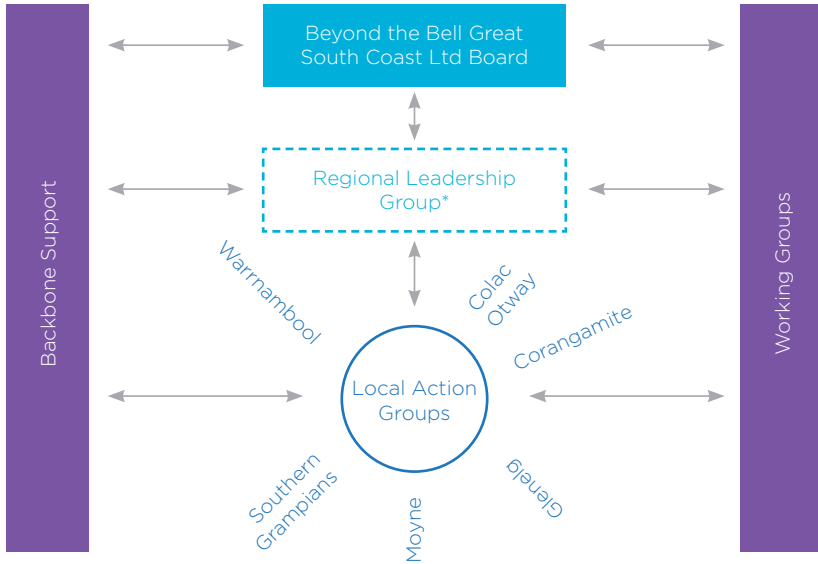 Beyond the Bell Great
South Coast Ltd Board
Backbone Support
Regional Leadership
Group*
Working Groups
Warrnambool
Colac
Otway
Corangamite
Local Action
Groups
Southern
Grampians
Moyne
Glenelg